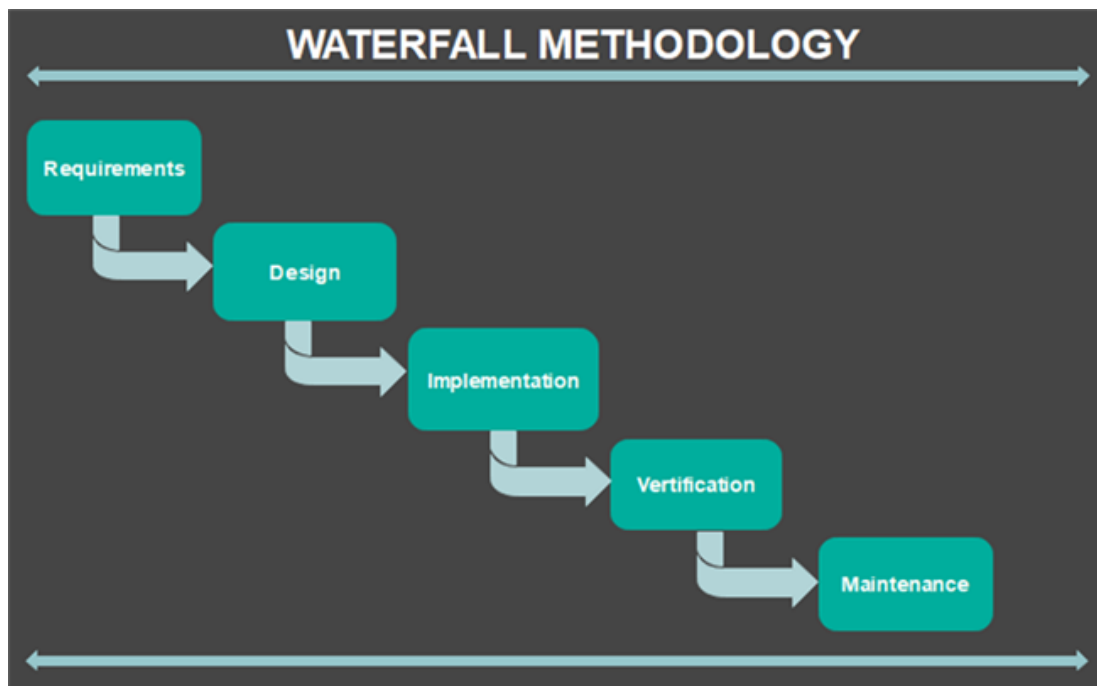 WATERFALL METHODOLOGY
Requirements
Design
Implementation
Vertification
Maintenance